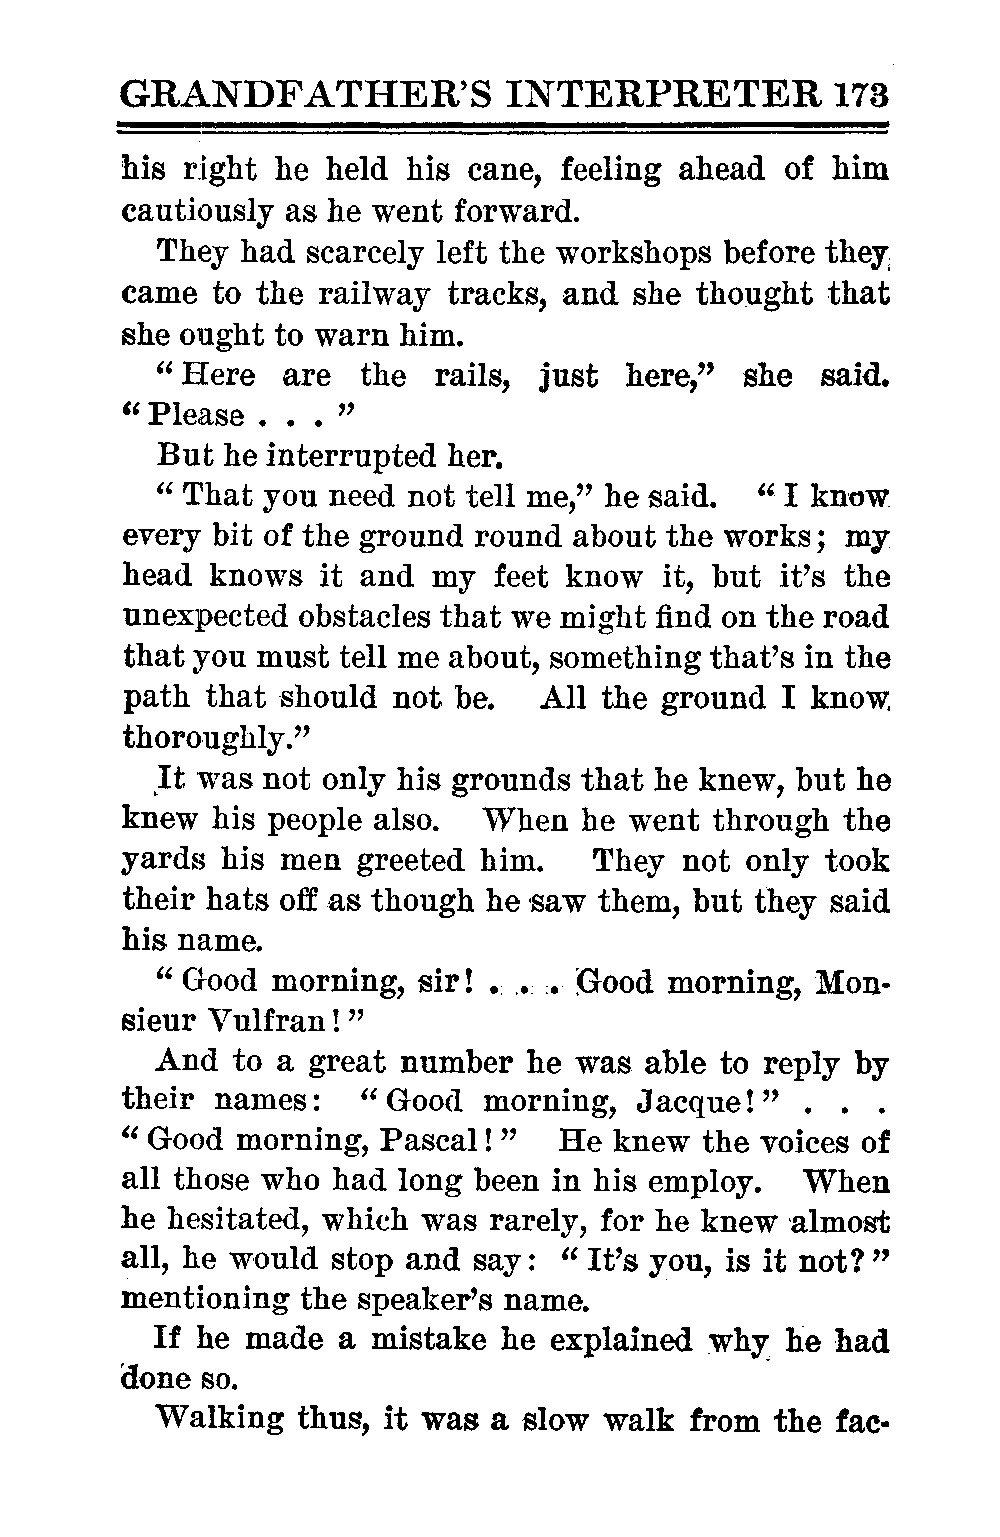 GRANDFATHER'S INTERPRETER 173
his right he held his cane, feeling ahead of him
cautiously as he went forward.
They had scarcely left the workshops before they
came to the railway tracks, and she thought that
she ought to warn him.
"Here are the rails, just here," she said.
"Please . . . "
But he interrupted her.
"That you need not tell me," he said. "I know
every bit of the ground round about the works; my
head knows it and my feet know it, but it's the
unexpected obstacles that we might find on the road
that you must tell me about, something that's in the
path that should not be. All the ground I know
thoroughly."
It was not only his grounds that he knew, but he
knew his people also. When he went through the
yards his men greeted him. They not only took
their hats off as though he saw them, but they said
his name.
"Good morning, sir! . . . Good morning, Mon-
sieur Vulfran!"
And to a great number he was able to reply by
their names: "Good morning, Jacque!" . . .
"Good morning, Pascal!" He knew the voices of
all those who had long been in his employ. When
he hesitated, which was rarely, for he knew almost
all, he would stop and say: "It's you, is it not?"
mentioning the speaker's name.
If he made a mistake he explained why he had
done so.
Walking thus, it was a slow walk from the fac-